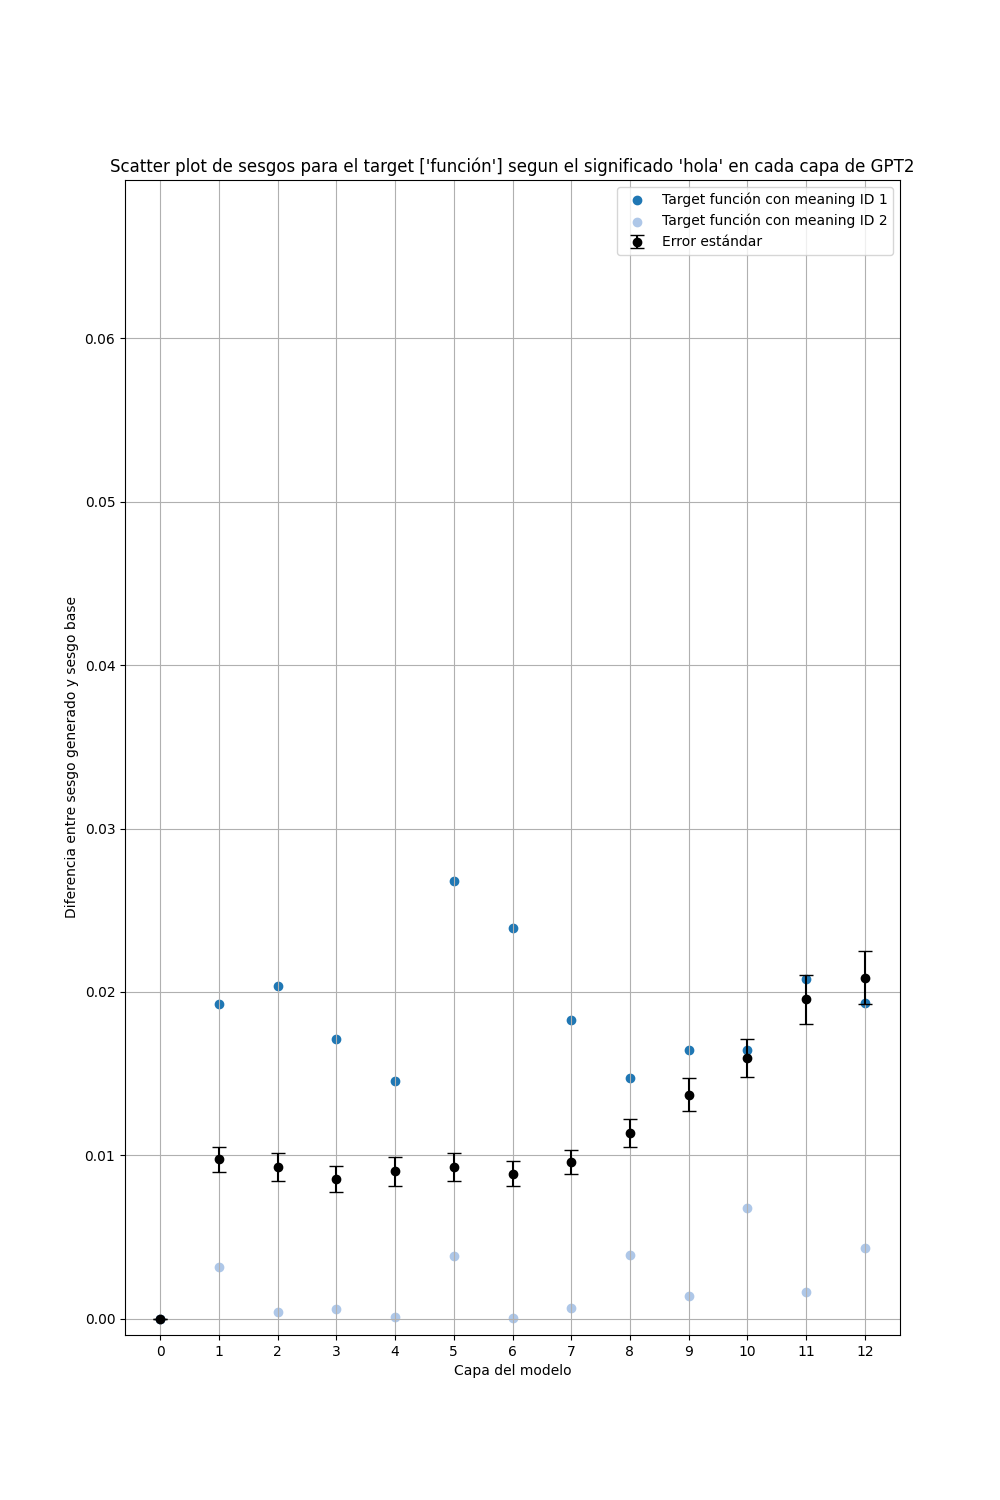 Scatter plot de sesgos para el target ['función'] segun el significado 'hola' en cada capa de GPT2
Target función con meaning ID 1
Target función con meaning ID 2
Error estándar
Diferencia entre sesgo generado y sesgo base
0.06
0.05
0.04
0.03
0.02
0.01
0.00
0 1 2 3 4 5 6 7 8 9 10 11 12
Capa del modelo